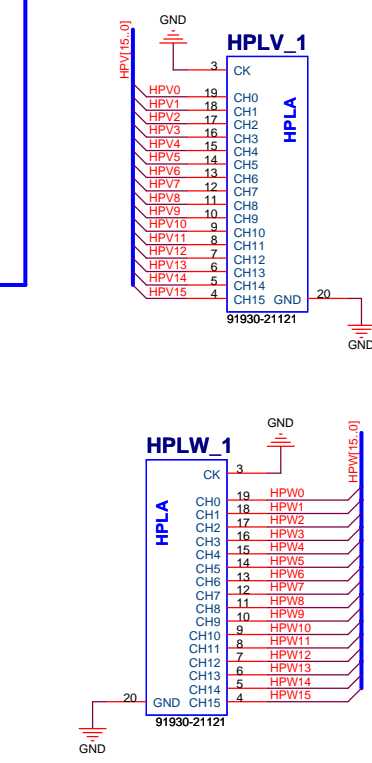 GND
HPV[15..0]
HPLV_1
3 CK
HPLA
HPV0 19 CH0
HPV1 18 CH1
HPV2 17 CH2
HPV3 16 CH3
HPV4 15 CH4
HPV5 14 CH5
HPV6 13 CH6
HPV7 12 CH7
HPV8 11 CH8
HPV9 10 CH9
HPV10 9 CH10
HPV11 8 CH11
HPV12 7 CH12
HPV13 6 CH13
HPV14 5 CH14
HPV15 4 CH15 GND 20
91930-21121
GND
GND
HPW[15..0]
HPLW_1
CK 3
HPLA
CH0 19 HPW0
CH1 18 HPW1
CH2 17 HPW2
CH3 16 HPW3
CH4 15 HPW4
CH5 14 HPW5
CH6 13 HPW6
CH7 12 HPW7
CH8 11 HPW8
CH9 10 HPW9
CH10 9 HPW10
CH11 8 HPW11
CH12 7 HPW12
CH13 6 HPW13
CH14 5 HPW14
20 GND CH15 4 HPW15
91930-21121
GND